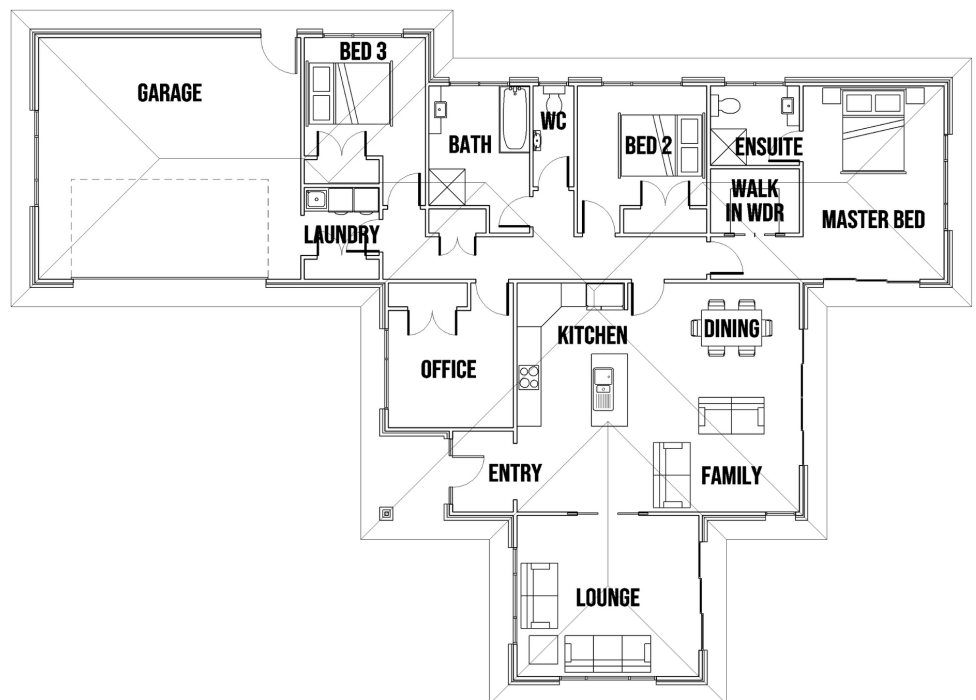 BED 3
GARAGE
BATH
WC
BED 2
ENSUITE
WALK
IN WDR
MASTER BED
LAUNDRY
KITCHEN
DINING
OFFICE
ENTRY
FAMILY
LOUNGE